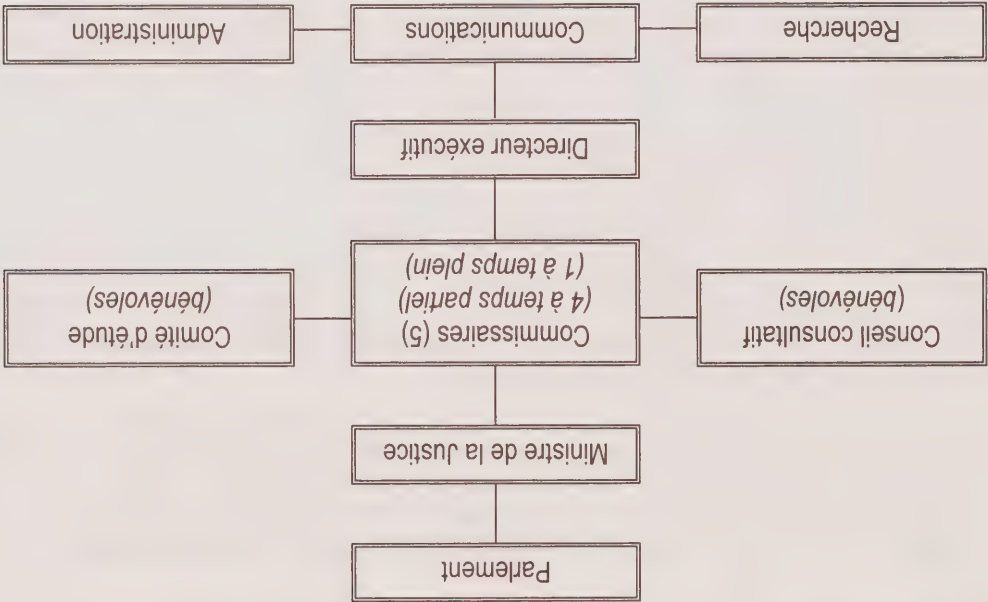 Parlement
Ministre de la Justice
Conseil consultatif
(bénévoles)
Commissaires (5)
(4 à temps partiel)
(1 à temps plein)
Comité d'étude
(bénévoles)
Directeur exécutif
Recherche
Communications
Administration